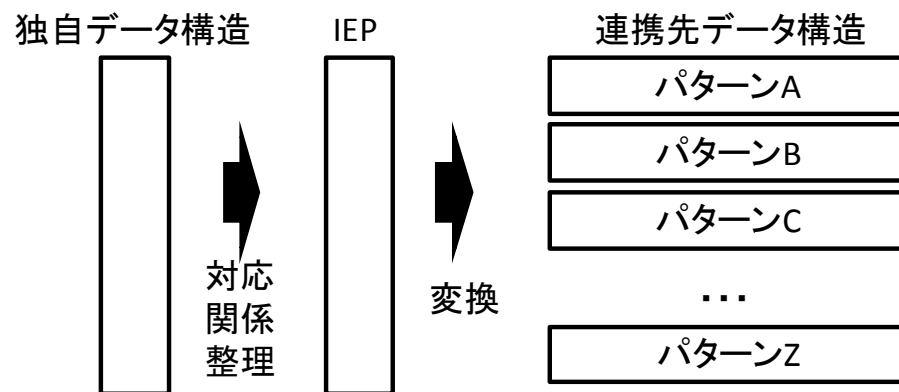 独自データ構造
IEP
連携先データ構造
パターンA
パターンB
パターンC
対応
関係
整理
変換
...
パターンZ